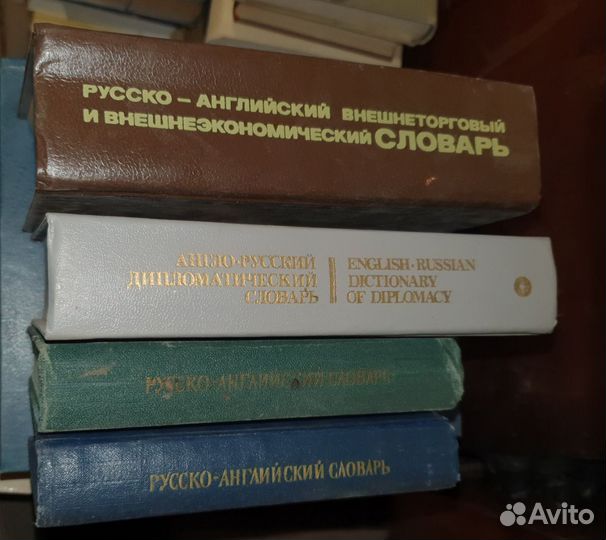 РУССКО – АНГЛИЙСКИЙ ВНЕШНЕТОРГОВЫЙ
И ВНЕШНЕЭКОНОМИЧЕСКИЙ СЛОВАРЬ
АНГЛО-РУССКИЙ
ДИПЛОМАТИЧЕСКИЙ
СЛОВАРЬ
ENGLISH-RUSSIAN
DICTIONARY
OF DIPLOMACY
РУССКО-АНГЛИЙСКИЙ СЛОВАРЬ
РУССКО-АНГЛИЙСКИЙ СЛОВАРЬ
Avito